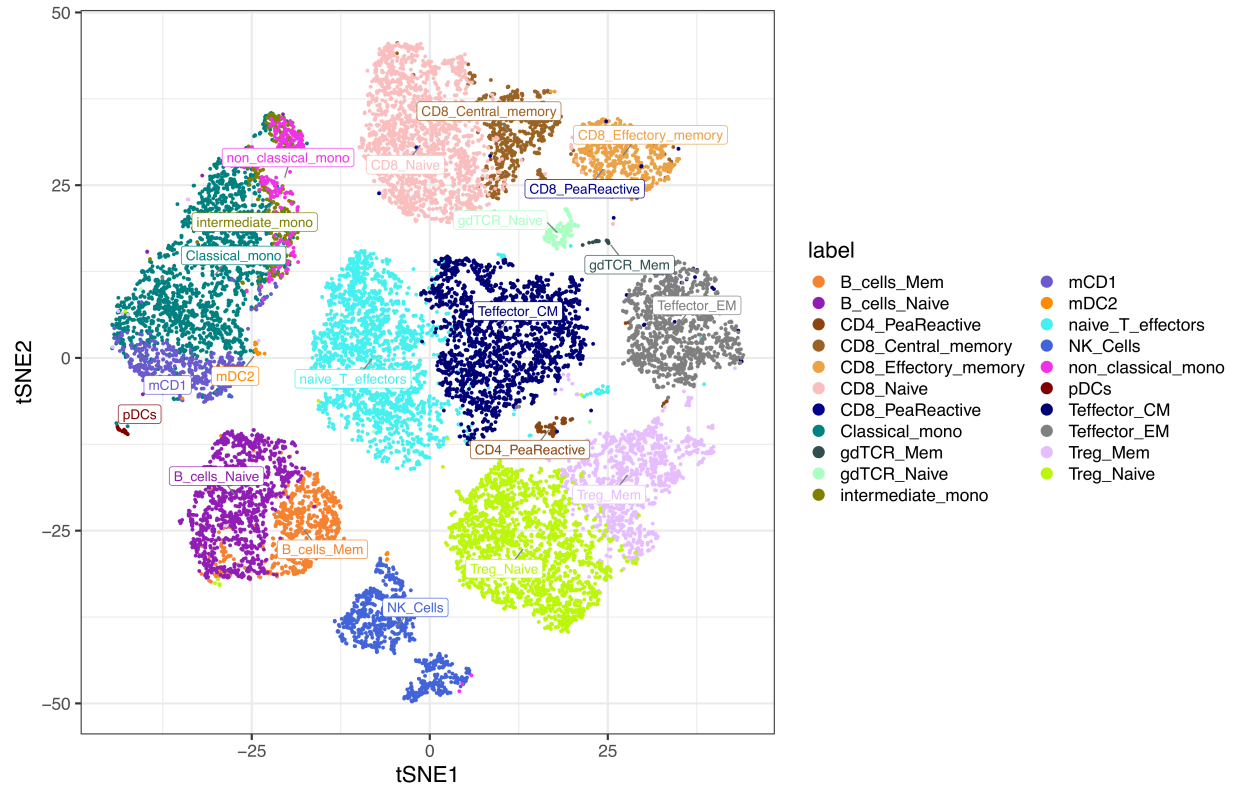 50
25
0
−25
−50
tSNE2
−25
0
25
tSNE1
CD8_Central_memory
CD8_Effectory_memory
non_classical_mono
CD8_Naive
CD8_PeaReactive
intermediate_mono
gdTCR_Naive
Classical_mono
gdTCR_Mem
Teffector_EM
Teffector_CM
mDC2
naive_T_effectors
mCD1
pDCs
CD4_PeaReactive
B_cells_Naive
Treg_Mem
B_cells_Mem
Treg_Naive
NK_Cells
label
B_cells_Mem
B_cells_Naive
CD4_PeaReactive
CD8_Central_memory
CD8_Effectory_memory
CD8_Naive
CD8_PeaReactive
Classical_mono
gdTCR_Mem
gdTCR_Naive
intermediate_mono
mCD1
mDC2
naive_T_effectors
NK_Cells
non_classical_mono
pDCs
Teffector_CM
Teffector_EM
Treg_Mem
Treg_Naive